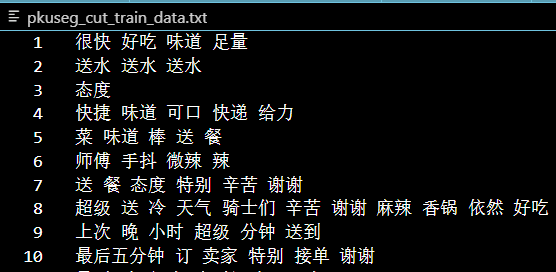 pkuseg_cut_train_data.txt
1 很快 好吃 味道 足量
2 送水 送水 送水
3 态度
4 快捷 味道 可口 快递 给力
5 菜 味道 棒 送 餐
6 师傅 手抖 微辣 辣
7 送 餐 态度 特别 辛苦 谢谢
8 超级 送 冷 天气 骑士们 辛苦 谢谢 麻辣 香锅 依然 好吃
9 上次 晚 小时 超级 分钟 送到
10 最后五分钟 订 卖家 特别 接单 谢谢